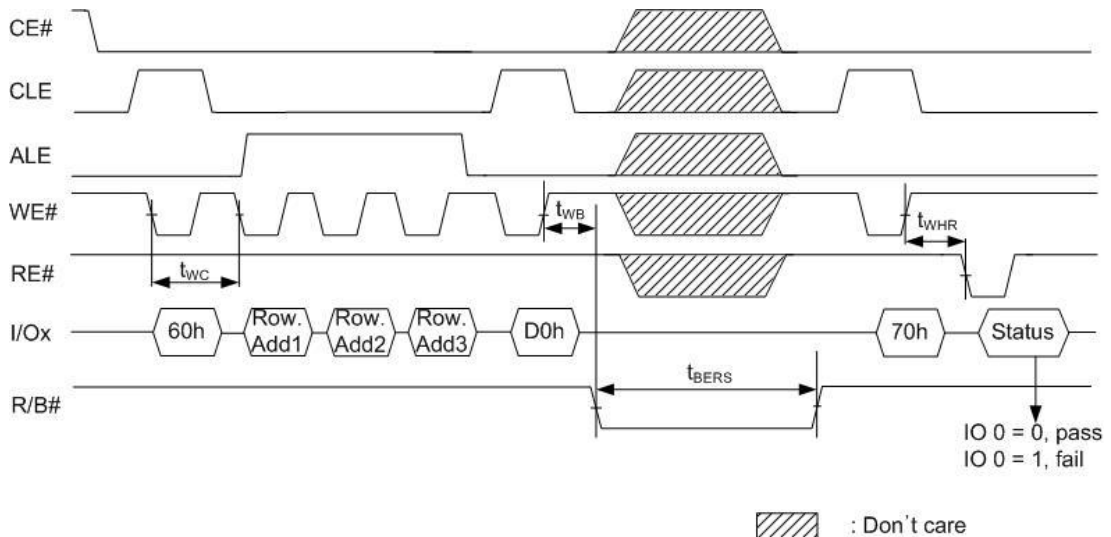 CE#
CLE
ALE
WE#
tWB
tWHR
tWC
RE#
I/Ox
60h
Row.
Add1
Row.
Add2
Row.
Add3
D0h
70h
Status
tBERS
R/B#
IO 0 = 0, pass
IO 0 = 1, fail
: Don`t care